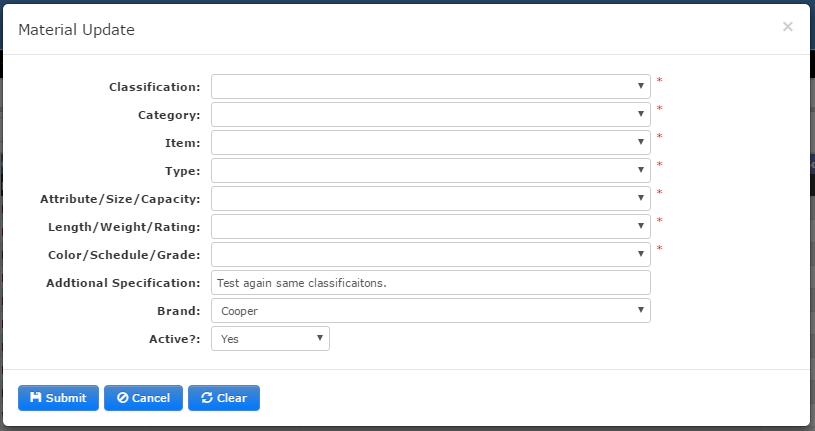 Material Update ×
Classification: *
Category: *
Item: *
Type: *
Attribute/Size/Capacity: *
Length/Weight/Rating: *
Color/Schedule/Grade: *
Addtional Specification: Test again same classificaitons.
Brand: Cooper
Active?: Yes
Submit Cancel Clear